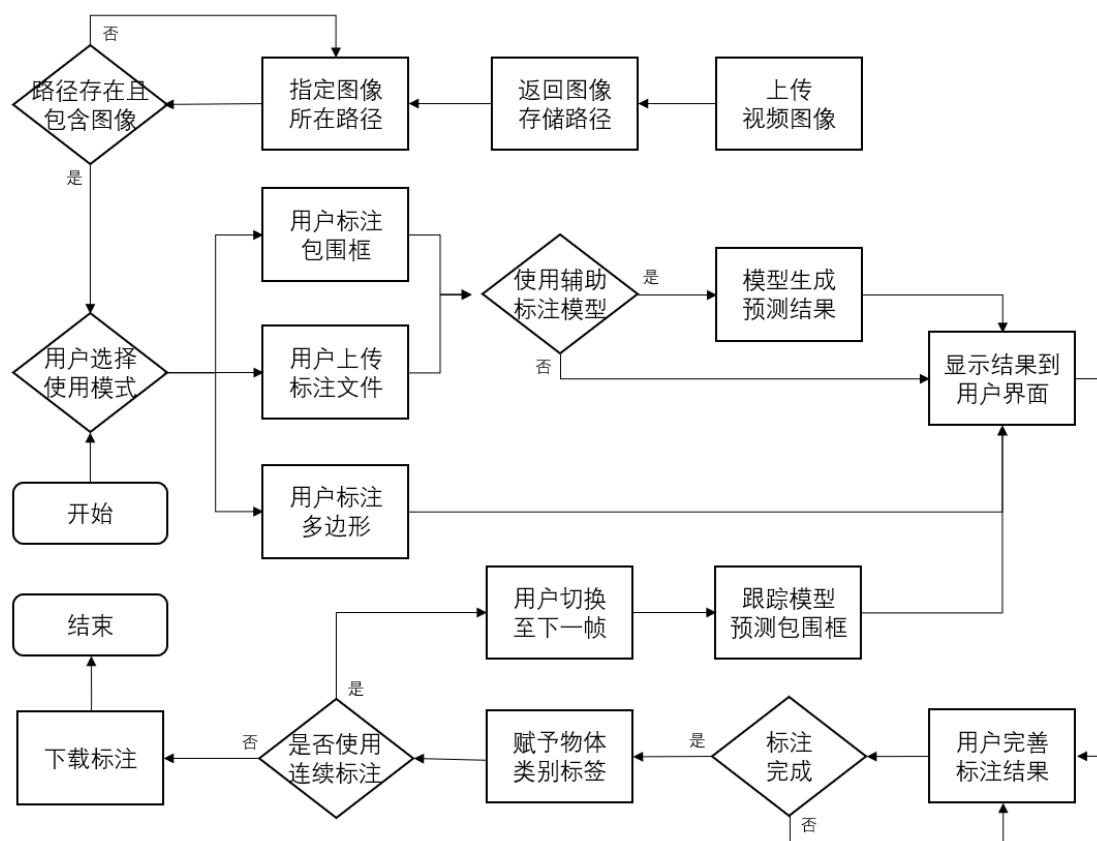 否
路径存在且
包含图像
指定图像
所在路径
返回图像
存储路径
上传
视频图像
是
用户标注
包围框
使用辅助
标注模型
是
模型生成
预测结果
用户选择
使用模式
用户上传
标注文件
否
显示结果到
用户界面
开始
用户标注
多边形
结束
用户切换
至下一帧
跟踪模型
预测包围框
是
下载标注
否
是否使用
连续标注
赋予物体
类别标签
是
标注
完成
用户完善
标注结果
否